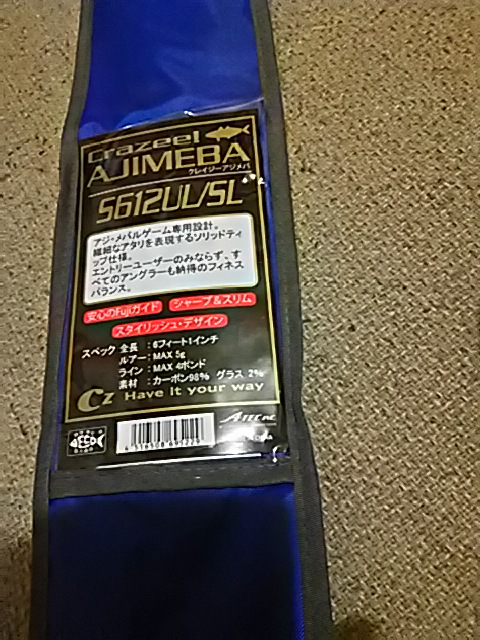 Crazeel
AJIMEBA
クレイジーアジメバ
S612UL/SL
アジ・メバルゲーム専用設計。
繊細なアタリを表現するソリッドティ
ップ仕様。
エントリーユーザーのみならず、す
べてのアングラーも納得のフィネス
バランス。
安心のFujiガイド シャープ&スリム
スタイリッシュ・デザイン
スペック 全長 :6フィート1インチ
ルアー:MAX 5g
ライン:MAX 4ポンド
素材 :カーボン98% グラス 2%
Cz Have it your way
A-TEC INC.